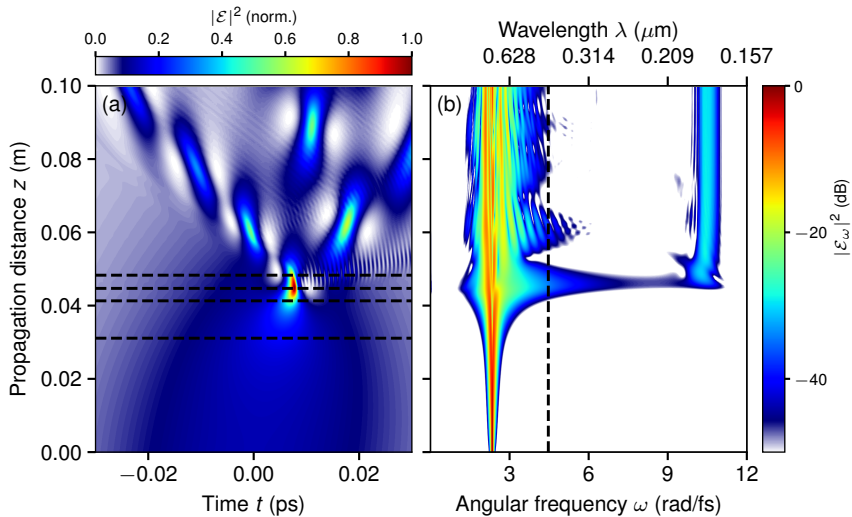 |ℰ|² (norm.)
0.0 0.2 0.4 0.6 0.8 1.0
Wavelength λ (μm)
0.628 0.314 0.209 0.157
(a)
(b)
Propagation distance z (m)
0.10
0.08
0.06
0.04
0.02
0.00
−0.02 0.00 0.02
Time t (ps)
3 6 9 12
Angular frequency ω (rad/fs)
0
−20
−40
|ℰω|² (dB)